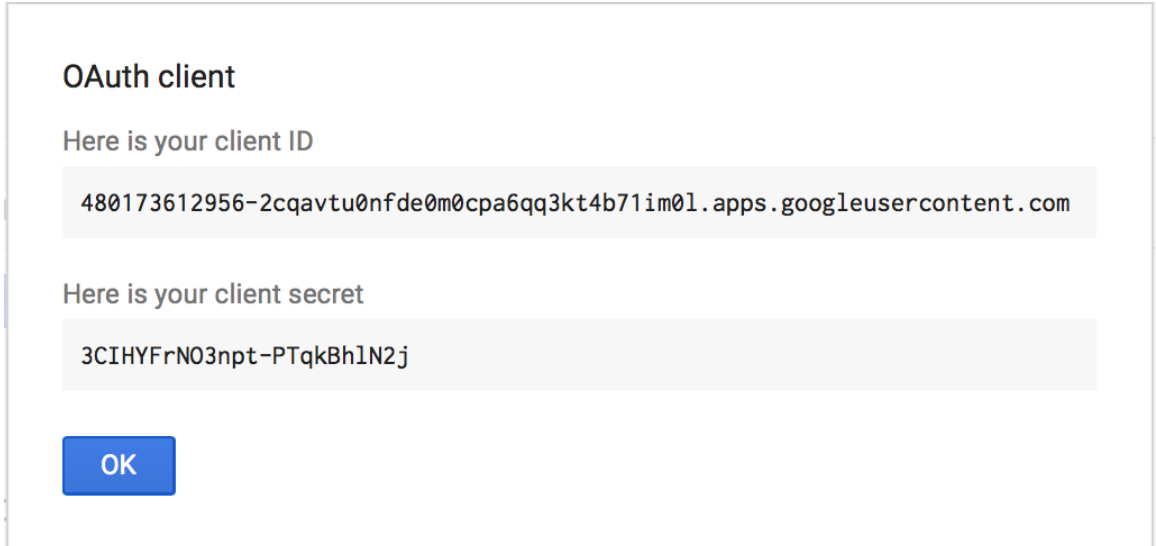 OAuth client
Here is your client ID
480173612956-2cqavtu0nfde0m0cpa6qq3kt4b71im0l.apps.googleusercontent.com
Here is your client secret
3CIHYFrNO3npt-PTqkBhlN2j
OK